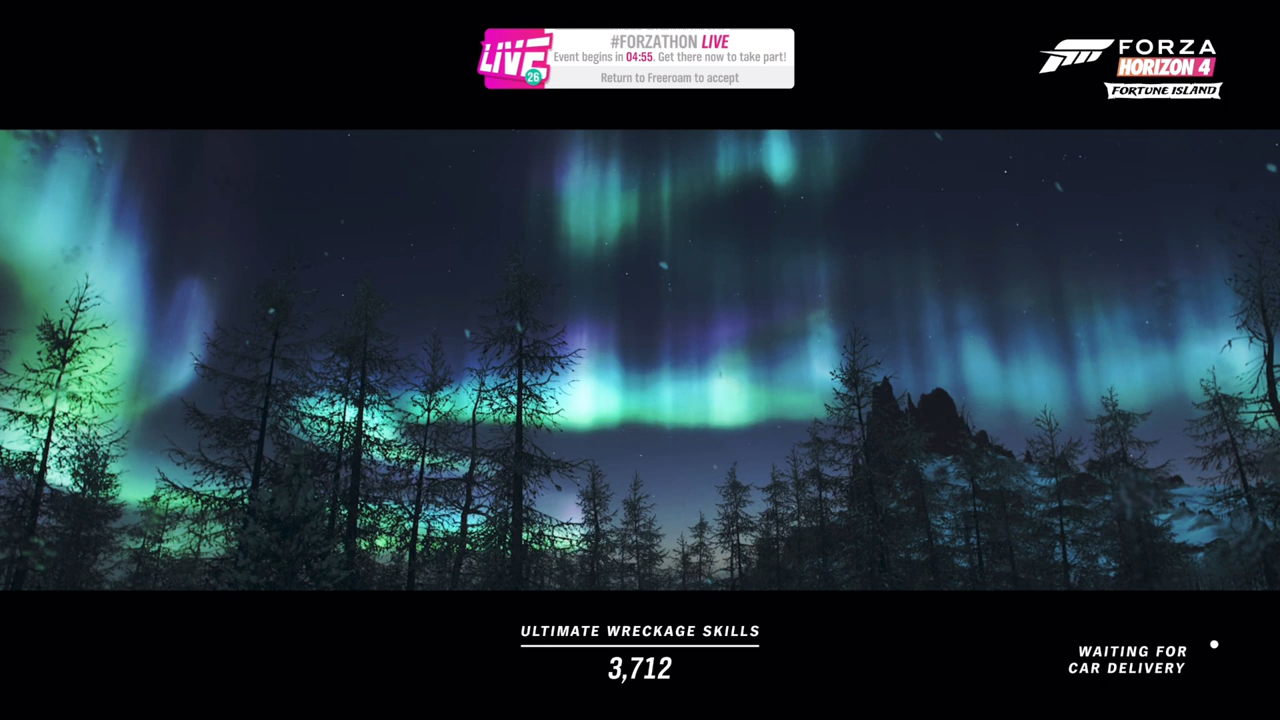 #FORZATHON LIVE
Event begins in 04:55. Get there now to take part!
Return to Freeroam to accept
LIVE
26
FORZA
HORIZON 4
FORTUNE ISLAND
ULTIMATE WRECKAGE SKILLS
3,712
WAITING FOR
CAR DELIVERY